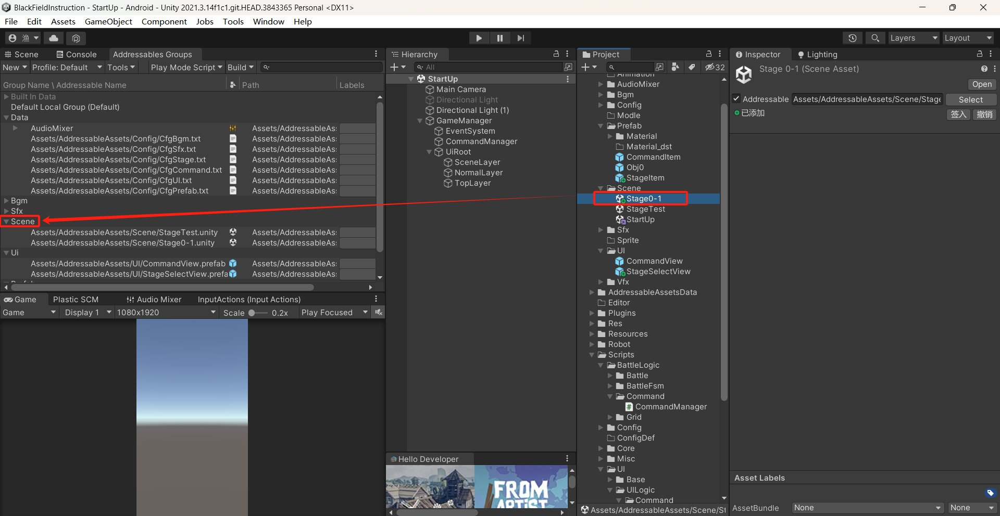 BlackFieldInstruction - StartUp - Android - Unity 2021.3.14f1c1.git.HEAD.3843365 Personal <DX11>
File Edit Assets GameObject Component Jobs Tools Window Help
渔 Layers Layout
Scene Console Addressables Groups
New Profile: Default Tools Play Mode Script Build
Group Name \ Addressable Name Path Labels
Built In Data
Default Local Group (Default)
Data
AudioMixer Assets/AddressableAs
Assets/AddressableAssets/Config/CfgBgm.txt Assets/AddressableAs
Assets/AddressableAssets/Config/CfgSfx.txt Assets/AddressableAs
Assets/AddressableAssets/Config/CfgStage.txt Assets/AddressableAs
Assets/AddressableAssets/Config/CfgCommand.txt Assets/AddressableAs
Assets/AddressableAssets/Config/CfgUI.txt Assets/AddressableAs
Assets/AddressableAssets/Config/CfgPrefab.txt Assets/AddressableAs
Bgm
Sfx
Scene
Assets/AddressableAssets/Scene/StageTest.unity Assets/AddressableAs
Assets/AddressableAssets/Scene/Stage0-1.unity Assets/AddressableAs
Ui
Assets/AddressableAssets/UI/CommandView.prefab Assets/AddressableAs
Assets/AddressableAssets/UI/StageSelectView.prefa Assets/AddressableAs
Game Plastic SCM Audio Mixer InputActions (Input Actions)
Game Display 1 1080x1920 Scale 0.2x Play Focused
Hierarchy
All
StartUp
Main Camera
Directional Light
Directional Light (1)
GameManager
EventSystem
CommandManager
UiRoot
SceneLayer
NormalLayer
TopLayer
Hello Developer
FROM
ARTIST
Project
32
Animation
AudioMixer
Bgm
Config
Modle
Prefab
Material
Material_dst
CommandItem
Obj0
StageItem
Scene
Stage0-1
StageTest
StartUp
Sfx
Sprite
UI
CommandView
StageSelectView
Vfx
AddressableAssetsData
Editor
Plugins
Res
Resources
Robot
Scripts
BattleLogic
Battle
BattleFsm
Command
CommandManager
Grid
Config
ConfigDef
Core
Misc
UI
Base
UILogic
Command
Assets/AddressableAssets/Scene/St
Inspector Lighting
Stage 0-1 (Scene Asset)
Open
Addressable Assets/AddressableAssets/Scene/Stage Select
已添加 签入 撤销
Asset Labels
AssetBundle None None